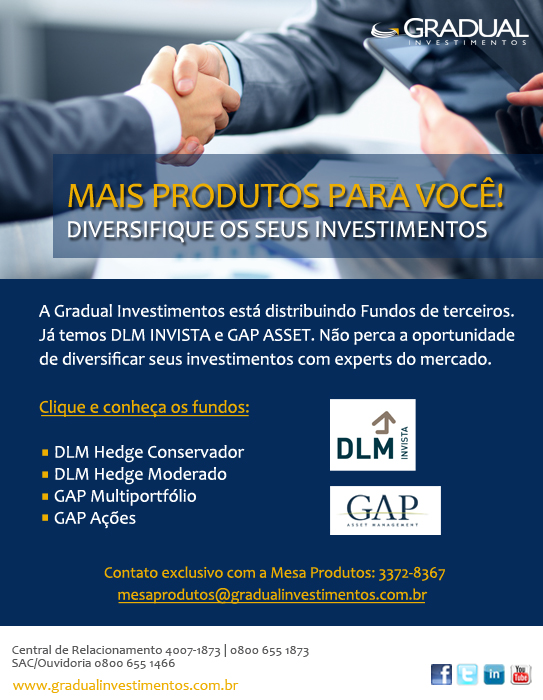 GRADUAL
INVESTIMENTOS
MAIS PRODUTOS PARA VOCÊ!
DIVERSIFIQUE OS SEUS INVESTIMENTOS
A Gradual Investimentos está distribuindo Fundos de terceiros.
Já temos DLM INVISTA e GAP ASSET. Não perca a oportunidade
de diversificar seus investimentos com experts do mercado.
Clique e conheça os fundos:
DLM Hedge Conservador
DLM Hedge Moderado
GAP Multiportfólio
GAP Ações
DLM
INVISTA
GAP
ASSET MANAGEMENT
Contato exclusivo com a Mesa Produtos: 3372-8367
mesaprodutos@gradualinvestimentos.com.br
Central de Relacionamento 4007-1873 | 0800 655 1873
SAC/Ouvidoria 0800 655 1466
www.gradualinvestimentos.com.br
f
t
in
You
Tube